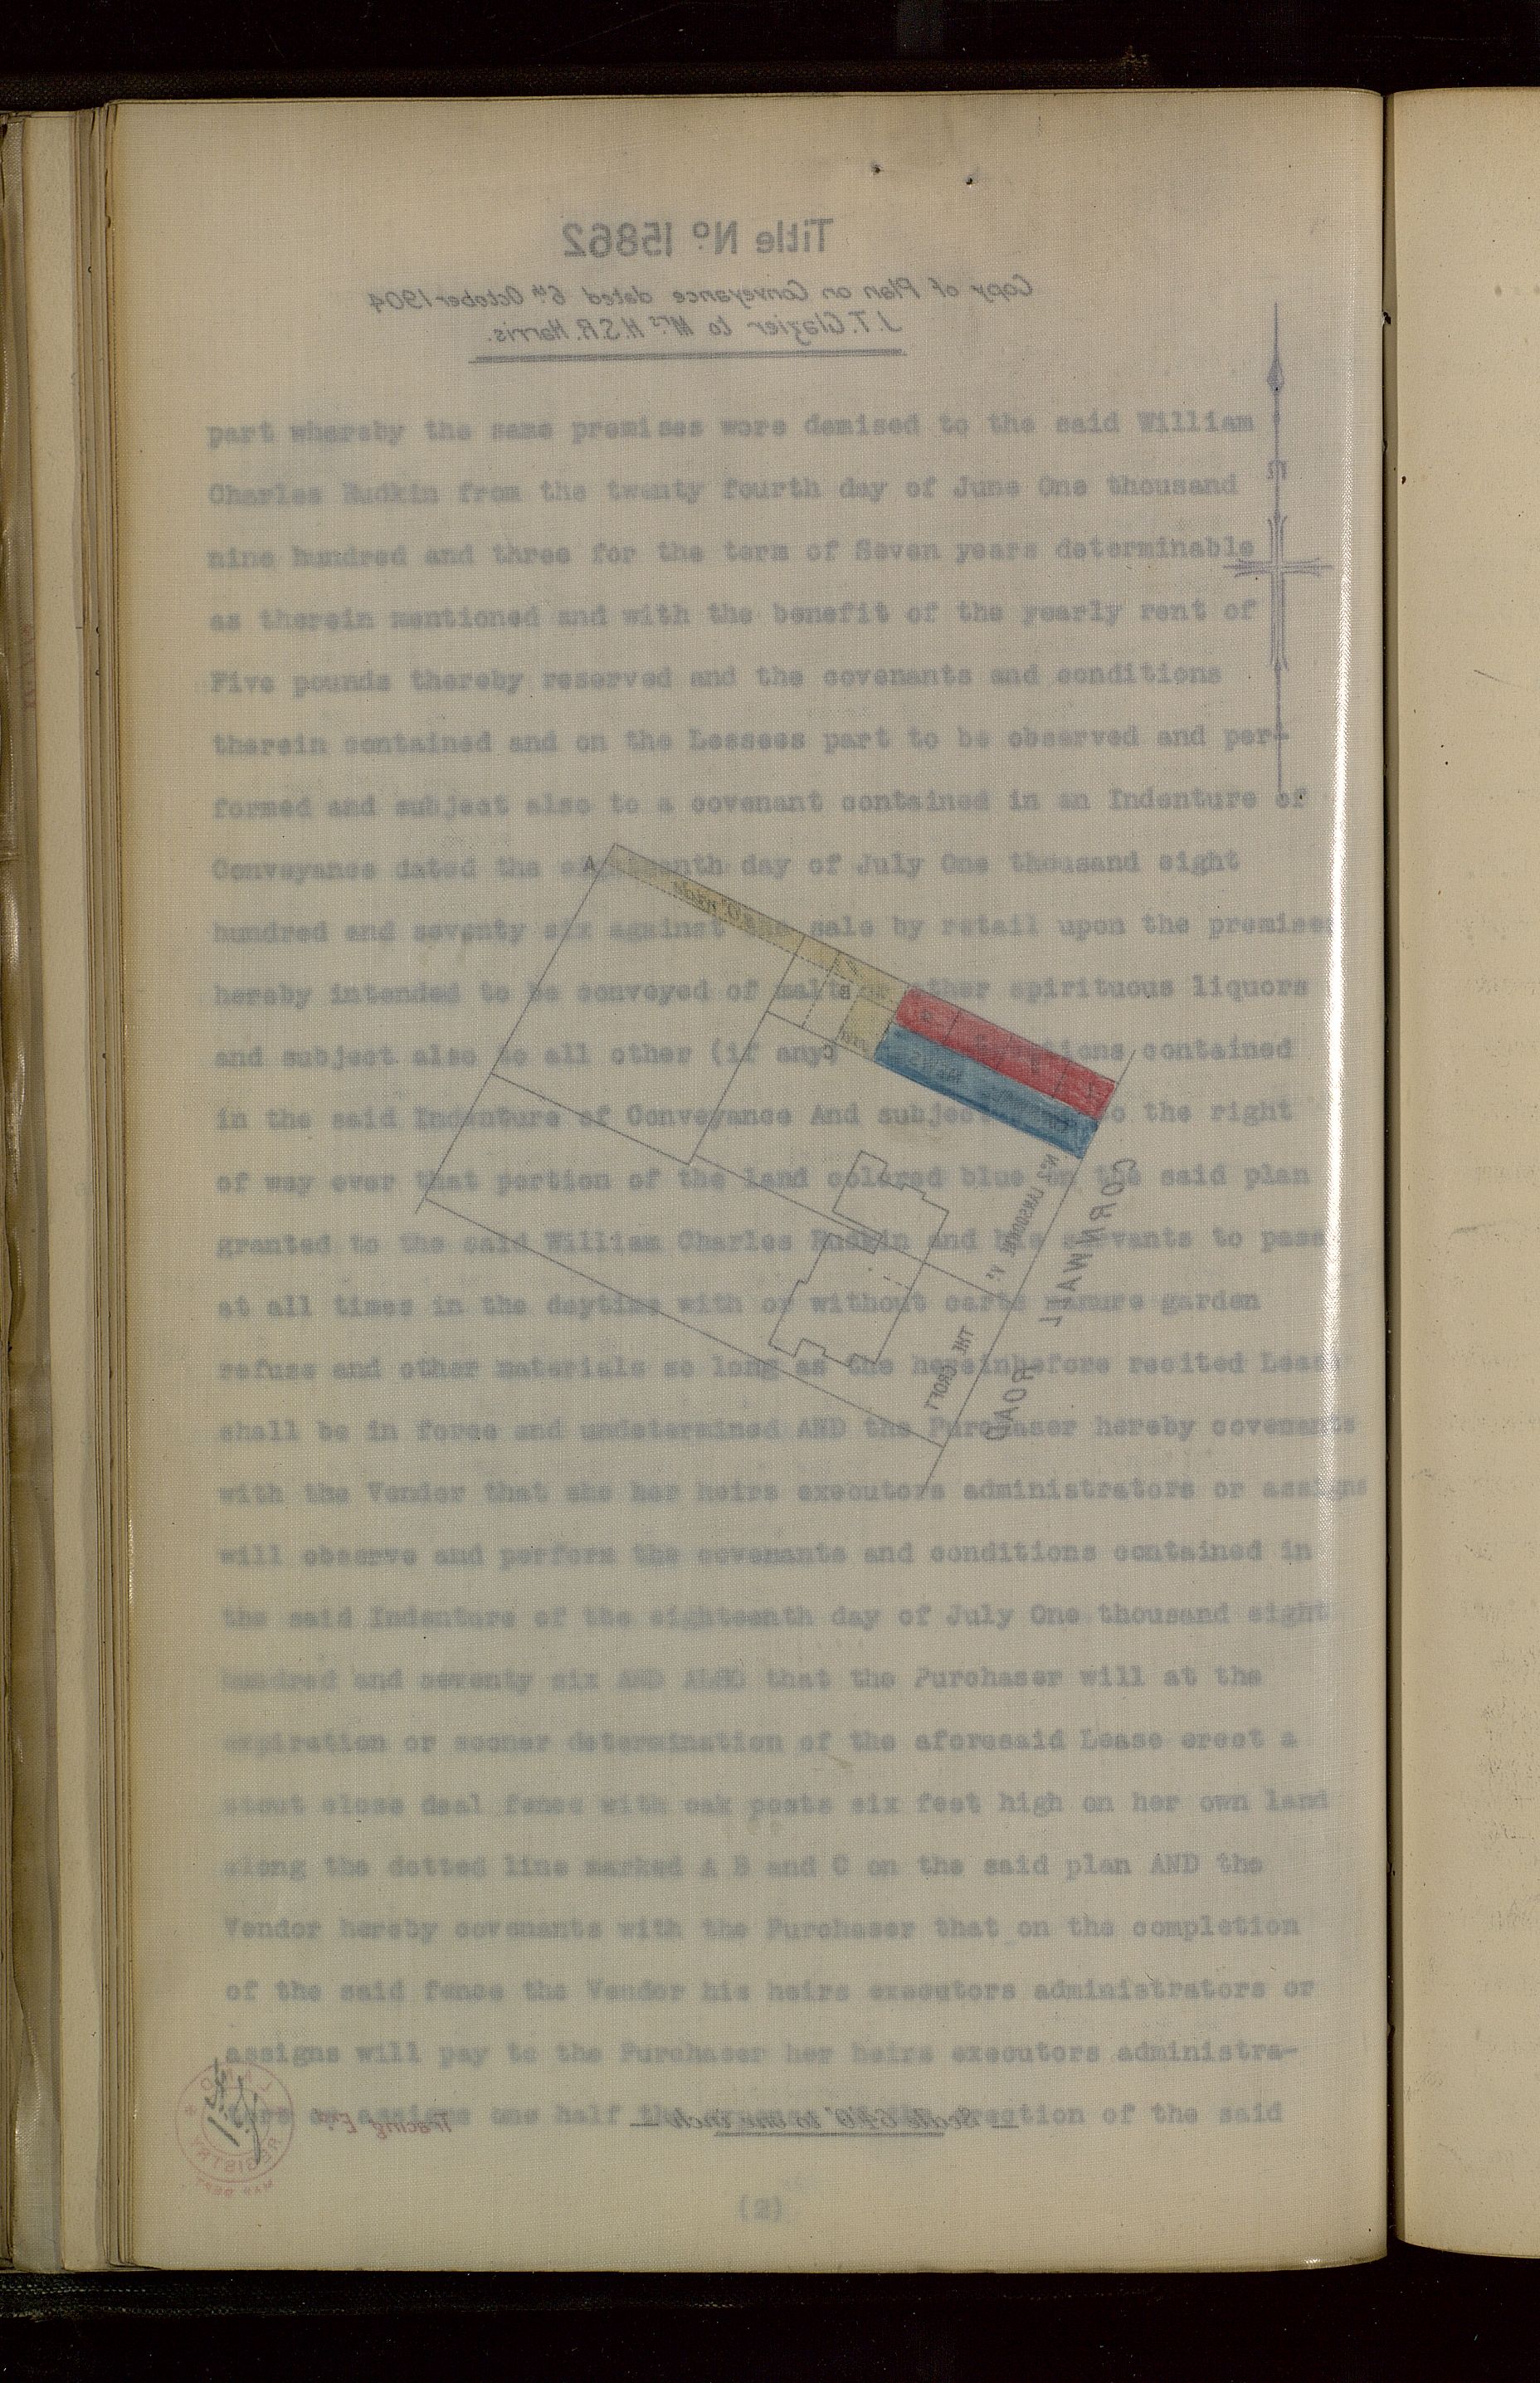 Title No 15862
Copy of Plan on Conveyance dated 6th October 1904
J.T. Glazier to Mrs H.S.R. Harris.
part whereby the same premises were demised to the said William
Charles Rudkin from the twenty fourth day of June One thousand
nine hundred and three for the term of Seven years determinable
as therein mentioned and with the benefit of the yearly rent of
Five pounds thereby reserved and the covenants and conditions
therein contained and on the Lessees part to be observed and per-
formed and subject also to a covenant contained in an Indenture of
Conveyance dated the eighteenth day of July One thousand eight
hundred and seventy six against the sale by retail upon the premises
hereby intended to be conveyed of malt or other spirituous liquors
and subject also to all other (if any) contained
in the said Indenture of Conveyance And subject to the right
of way over that portion of the land colored blue on the said plan
granted to the said William Charles Rudkin and his servants to pass
at all times in the daytime with or without carts manure garden
refuse and other materials so long as the hereinbefore recited Lease
shall be in force and undetermined AND the Purchaser hereby covenants
with the Vendor that she her heirs executors administrators or assigns
will observe and perform the covenants and conditions contained in
the said Indenture of the eighteenth day of July One thousand eight
hundred and seventy six AND ALSO that the Purchaser will at the
expiration or sooner determination of the aforesaid Lease erect a
stout close deal fence with oak posts six feet high on her own land
along the dotted line marked A B and C on the said plan AND the
Vendor hereby covenants with the Purchaser that on the completion
of the said fence the Vendor his heirs executors administrators or
assigns will pay to the Purchaser her heirs executors administra-
tors or assigns one half the erection of the said
(2)
A
B
C
CORNWALL ROAD
THE CROFT
No 2 LANSDOWNE
to one inch
Tracing Exd
REGISTRY
MAP DEPT